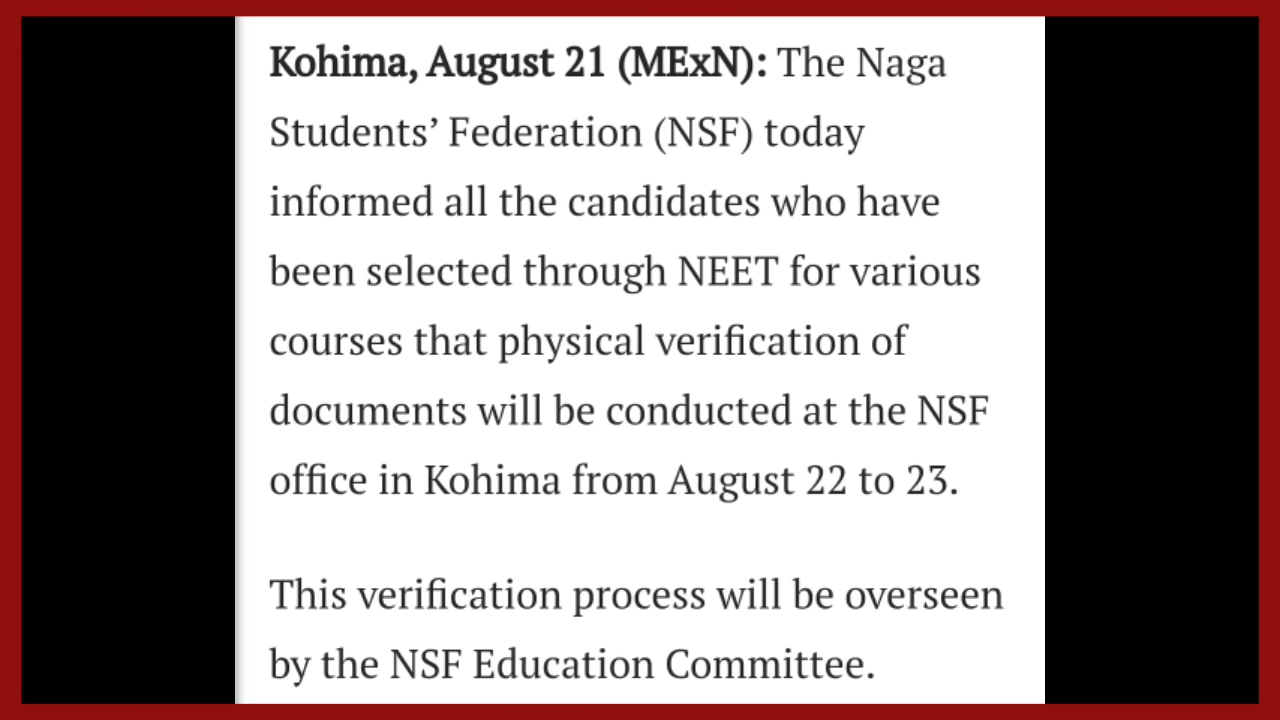 Kohima, August 21 (MExN): The Naga
Students’ Federation (NSF) today
informed all the candidates who have
been selected through NEET for various
courses that physical verification of
documents will be conducted at the NSF
office in Kohima from August 22 to 23.
This verification process will be overseen
by the NSF Education Committee.